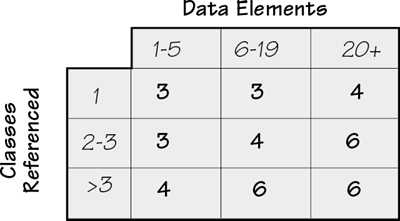 Data Elements
1-5 6-19 20+
Classes
Referenced
1 3 3 4
2-3 3 4 6
>3 4 6 6